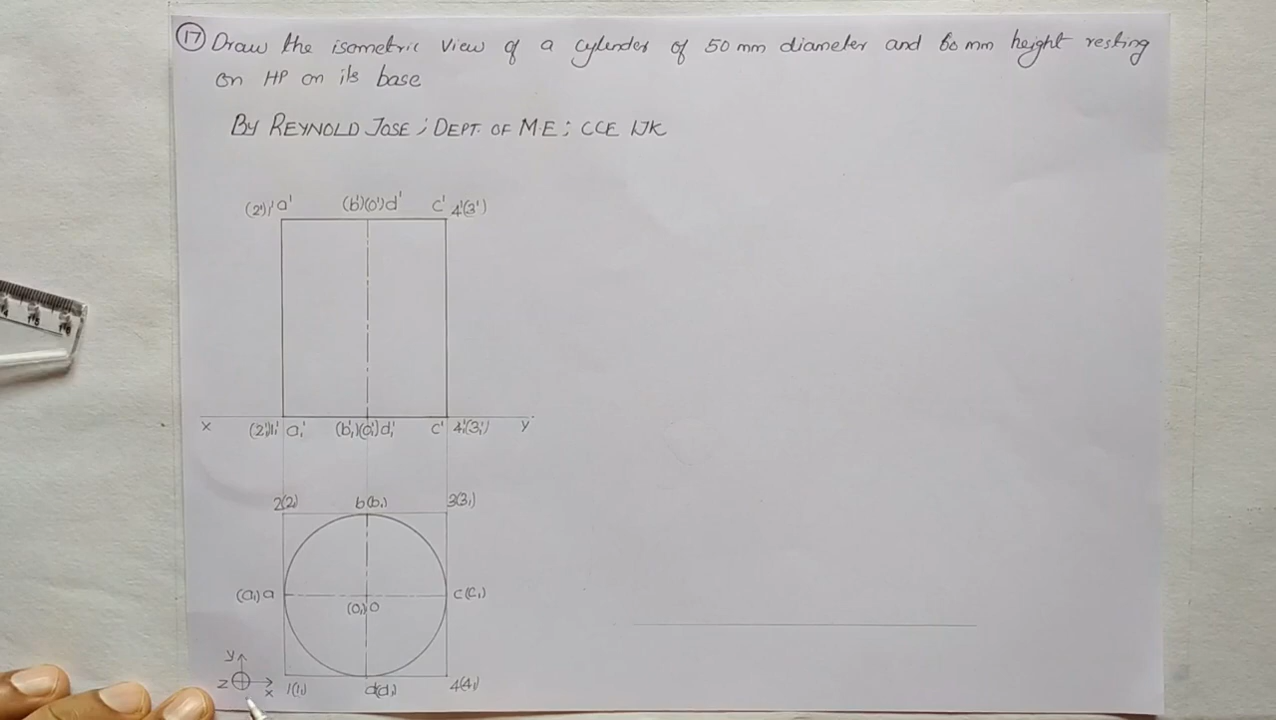 17 Draw the isometric view of a cylinder of 50 mm diameter and 60 mm height resting
on HP on its base
By REYNOLD JOSE ; DEPT. OF M.E ; CCE IJK
(2')1' a' (b')(o')d' c' 4'(3')
x (2₁')1₁' a₁' (b₁')(o₁')d₁' c' 4₁'(3₁') y
2(2₁) b(b₁) 3(3₁)
(a₁)a c(c₁)
(o₁)o
y
z x 1(1₁) d(d₁) 4(4₁)